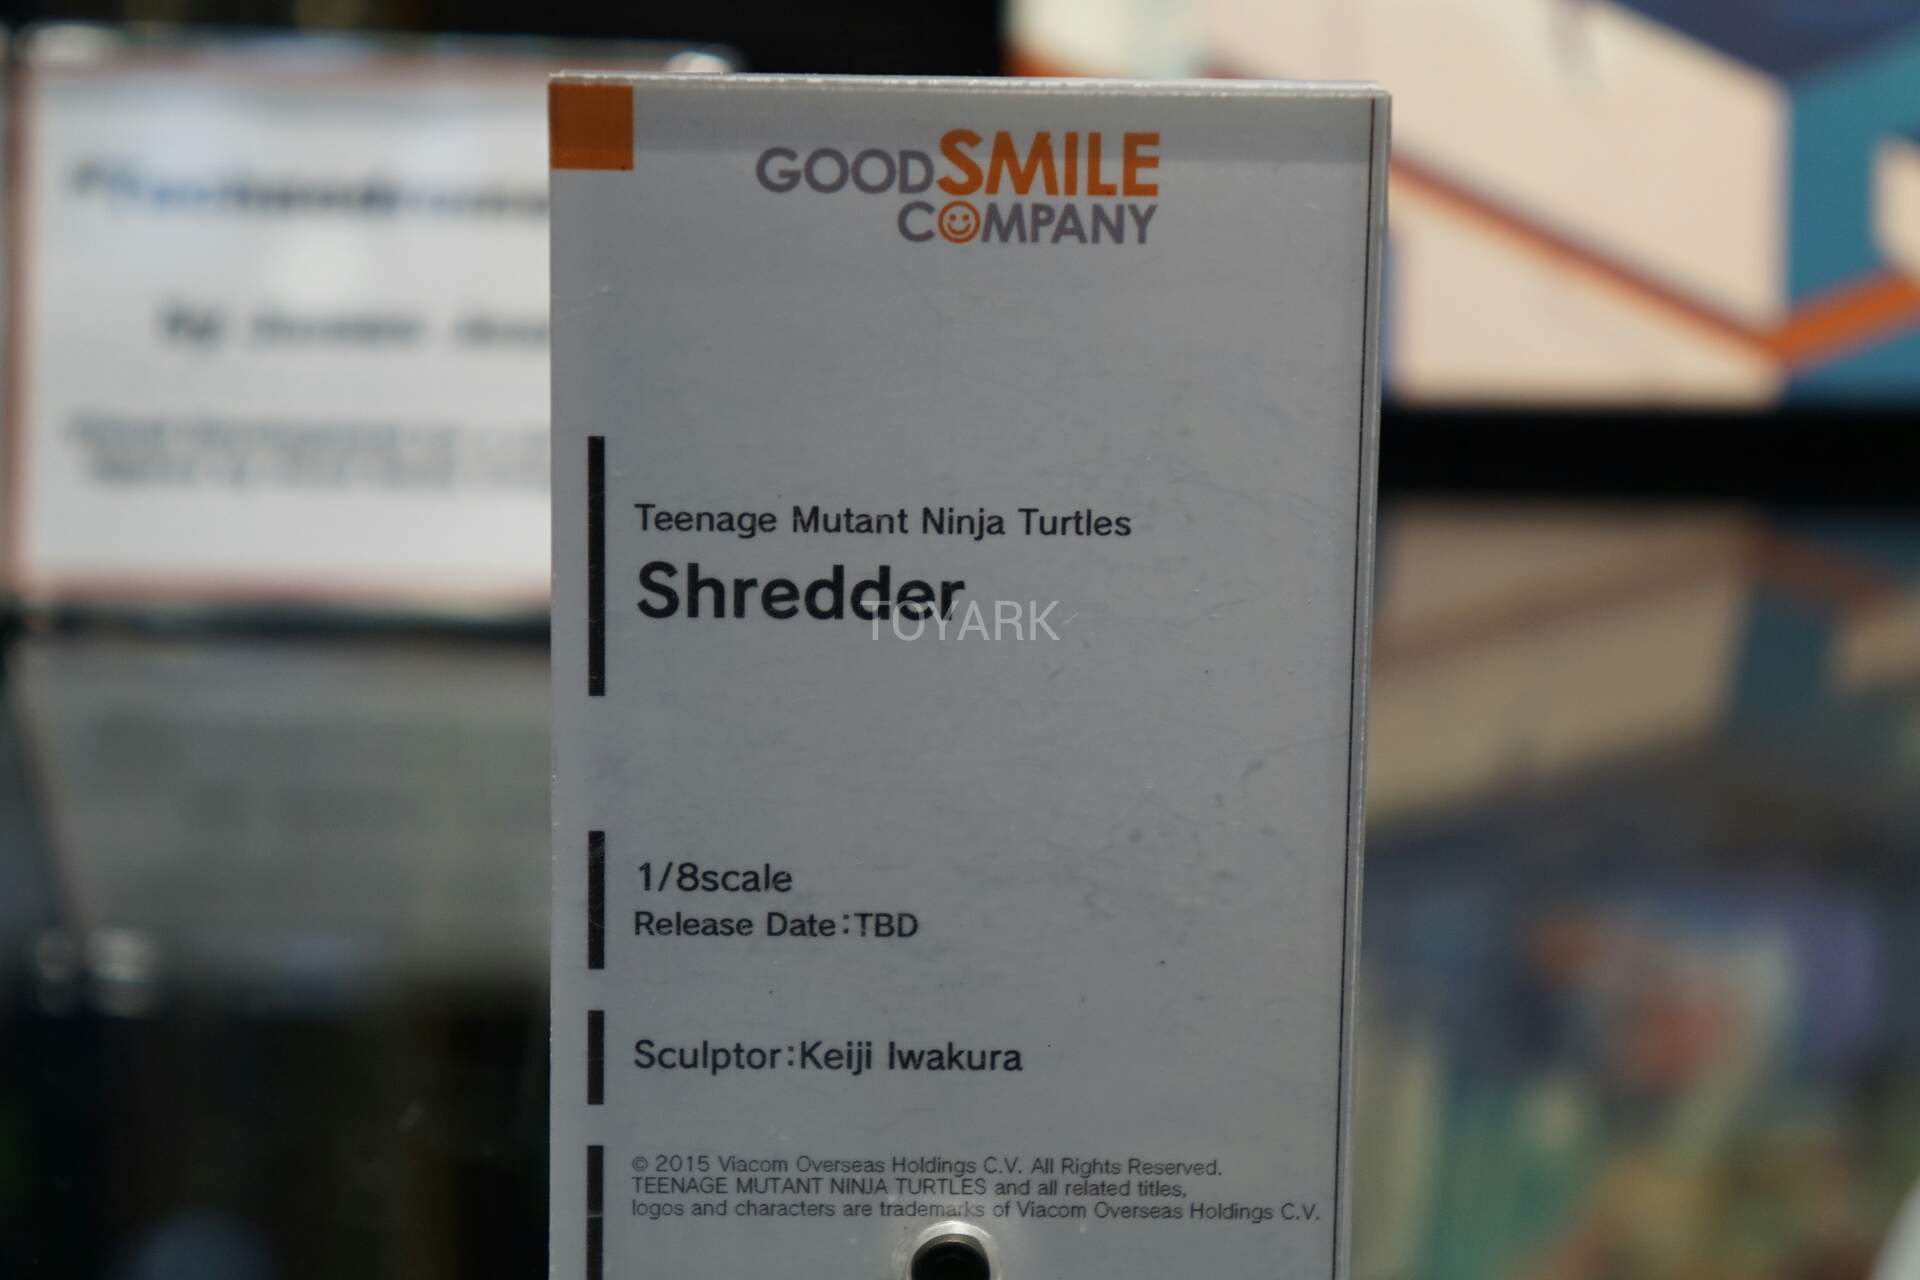 GOODSMILE
COMPANY
Teenage Mutant Ninja Turtles
Shredder
TOYARK
1/8scale
Release Date:TBD
Sculptor:Keiji Iwakura
© 2015 Viacom Overseas Holdings C.V. All Rights Reserved.
TEENAGE MUTANT NINJA TURTLES and all related titles,
logos and characters are trademarks of Viacom Overseas Holdings C.V.